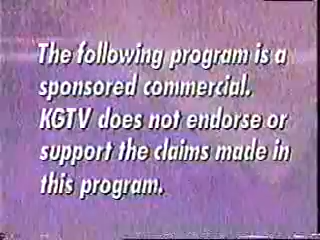 The following program is a
sponsored commercial.
KGTV does not endorse or
support the claims made in
this program.